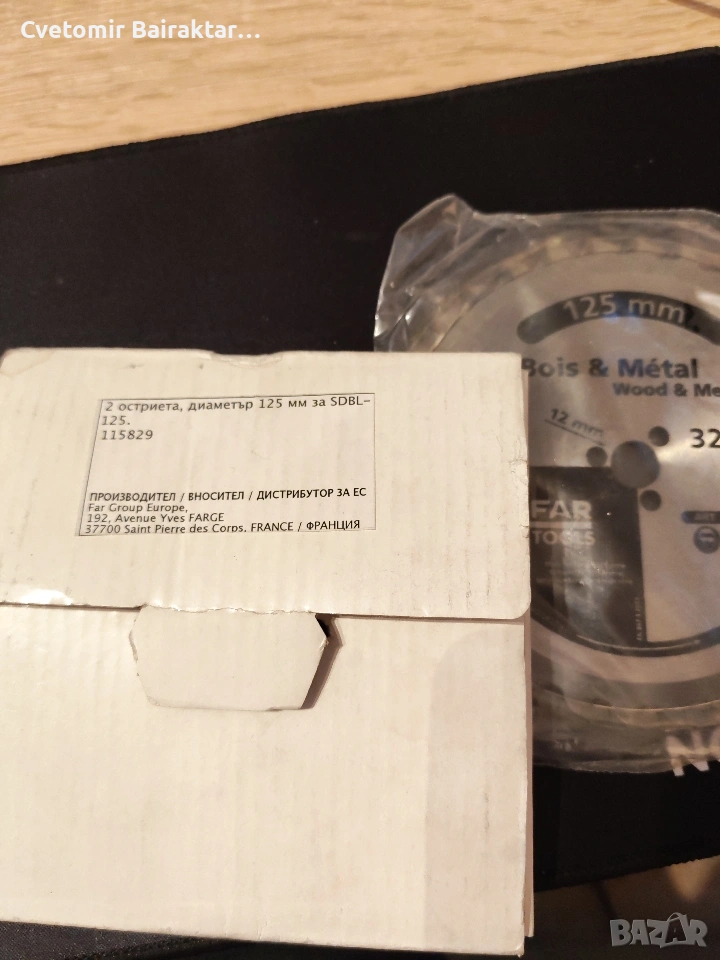 Cvetomir Bairaktar...
125 mm
Bois & Métal
Wood & Me
12 mm
32
FAR
TOOLS
2 остриета, диаметър 125 мм за SDBL-
125.
115829
ПРОИЗВОДИТЕЛ / ВНОСИТЕЛ / ДИСТРИБУТОР ЗА ЕС
Far Group Europe,
192, Avenue Yves FARGE
37700 Saint Pierre des Corps. FRANCE / ФРАНЦИЯ
BAZAR